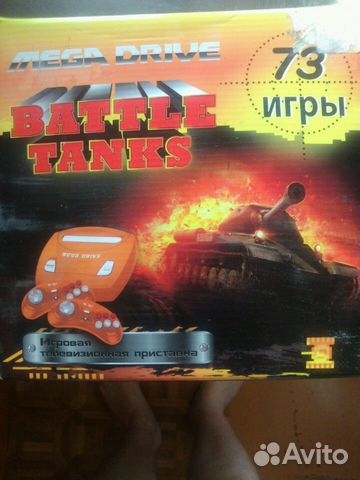 MEGA DRIVE
73
игры
BATTLE
TANKS
MEGA DRIVE
Игровая
телевизионная приставка
Avito